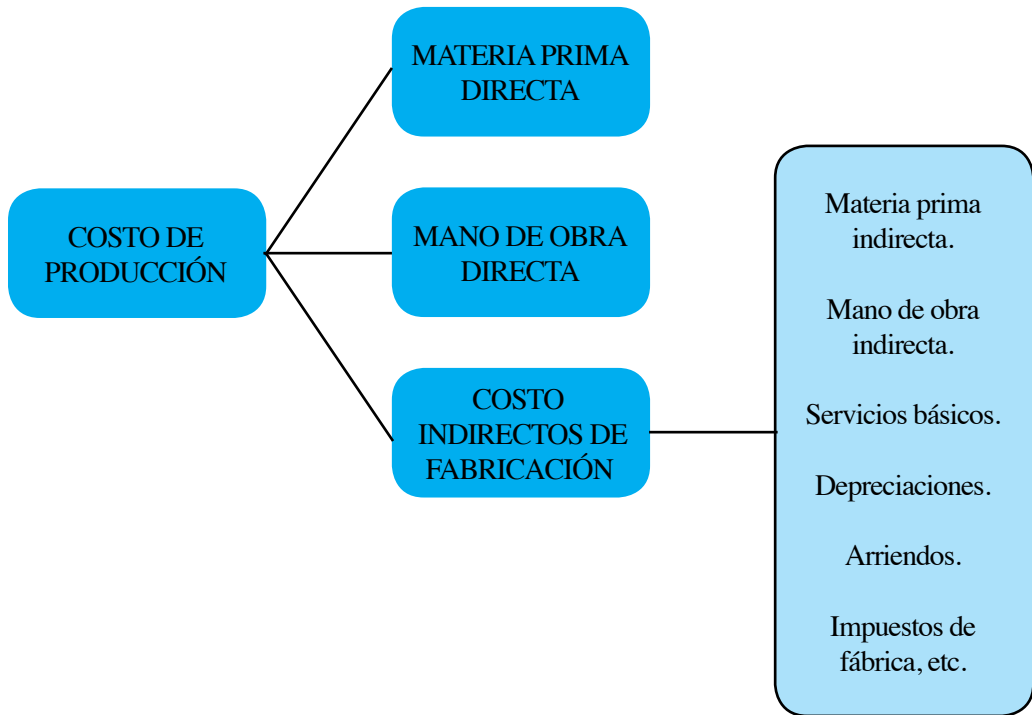 MATERIA PRIMA
DIRECTA
COSTO DE
PRODUCCIÓN
MANO DE OBRA
DIRECTA
COSTO
INDIRECTOS DE
FABRICACIÓN
Materia prima
indirecta.
Mano de obra
indirecta.
Servicios básicos.
Depreciaciones.
Arriendos.
Impuestos de
fábrica, etc.